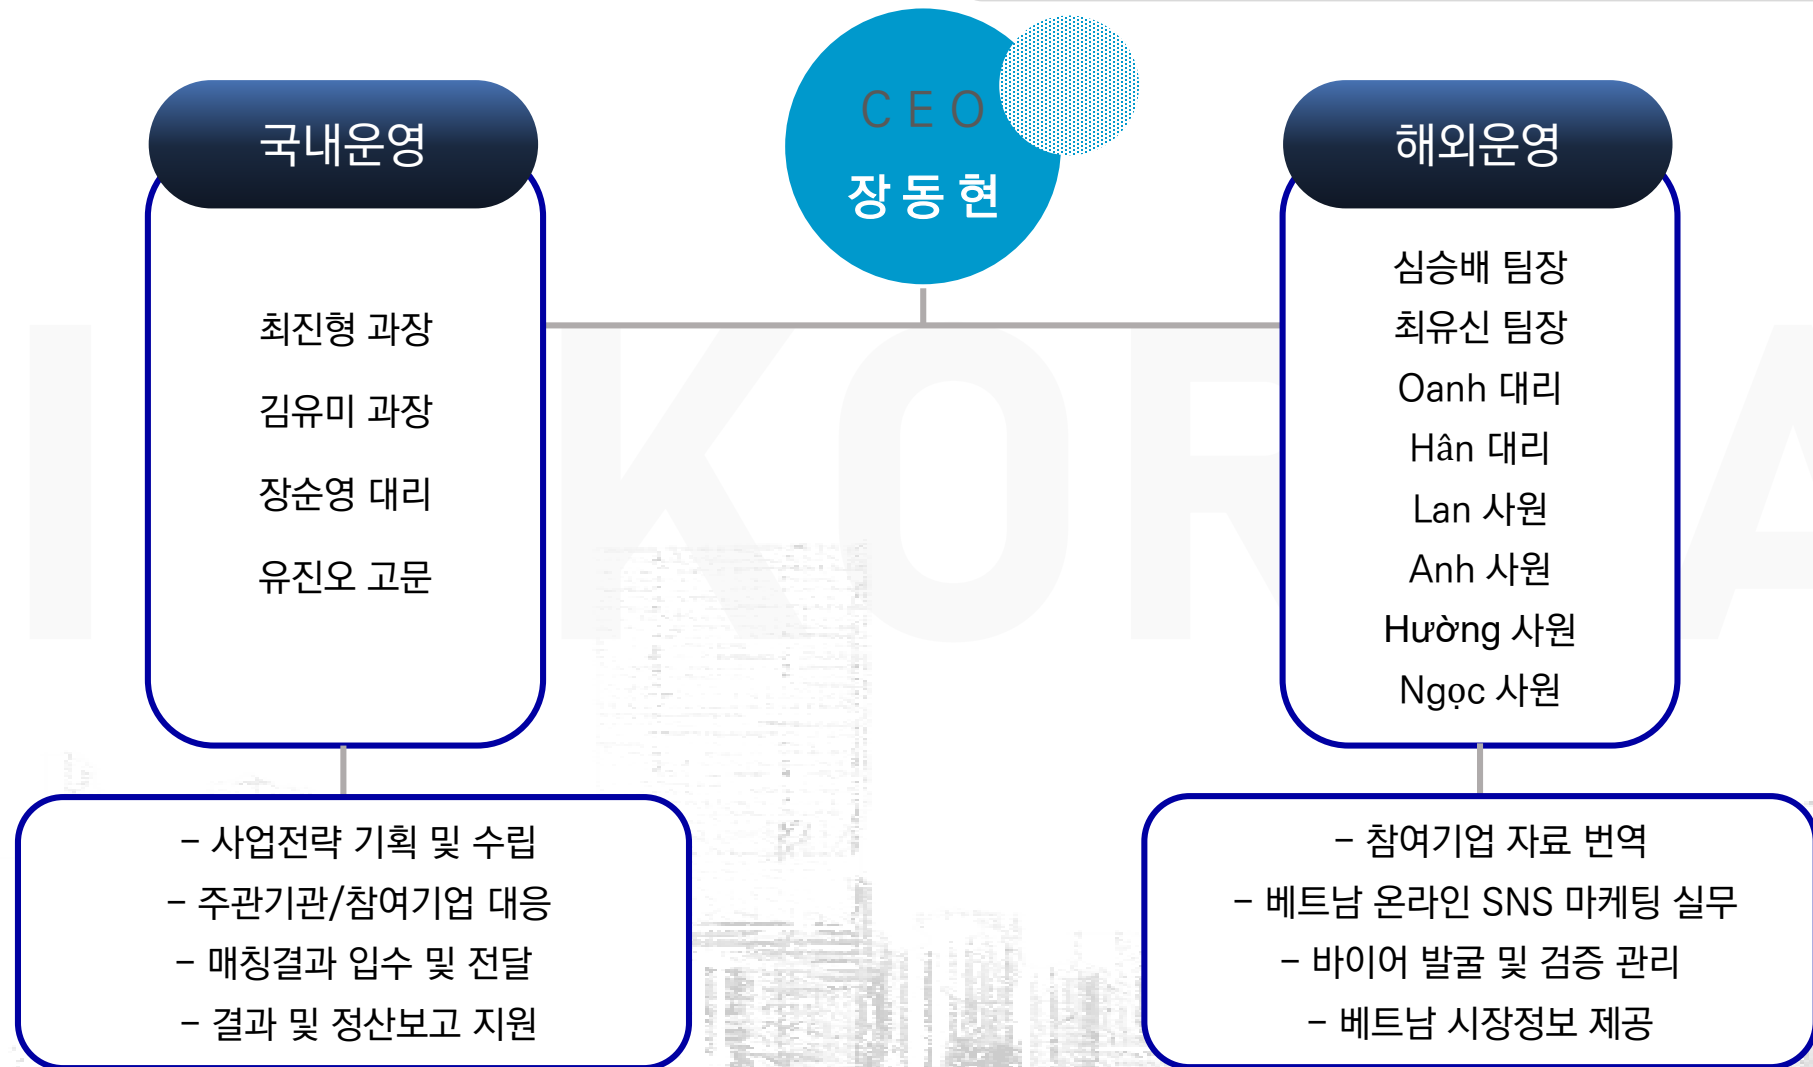 CEO
장동현
국내운영
최진형 과장
김유미 과장
장순영 대리
유진오 고문
- 사업전략 기획 및 수립
- 주관기관/참여기업 대응
- 매칭결과 입수 및 전달
- 결과 및 정산보고 지원
해외운영
심승배 팀장
최유신 팀장
Oanh 대리
Hân 대리
Lan 사원
Anh 사원
Hường 사원
Ngọc 사원
- 참여기업 자료 번역
- 베트남 온라인 SNS 마케팅 실무
- 바이어 발굴 및 검증 관리
- 베트남 시장정보 제공